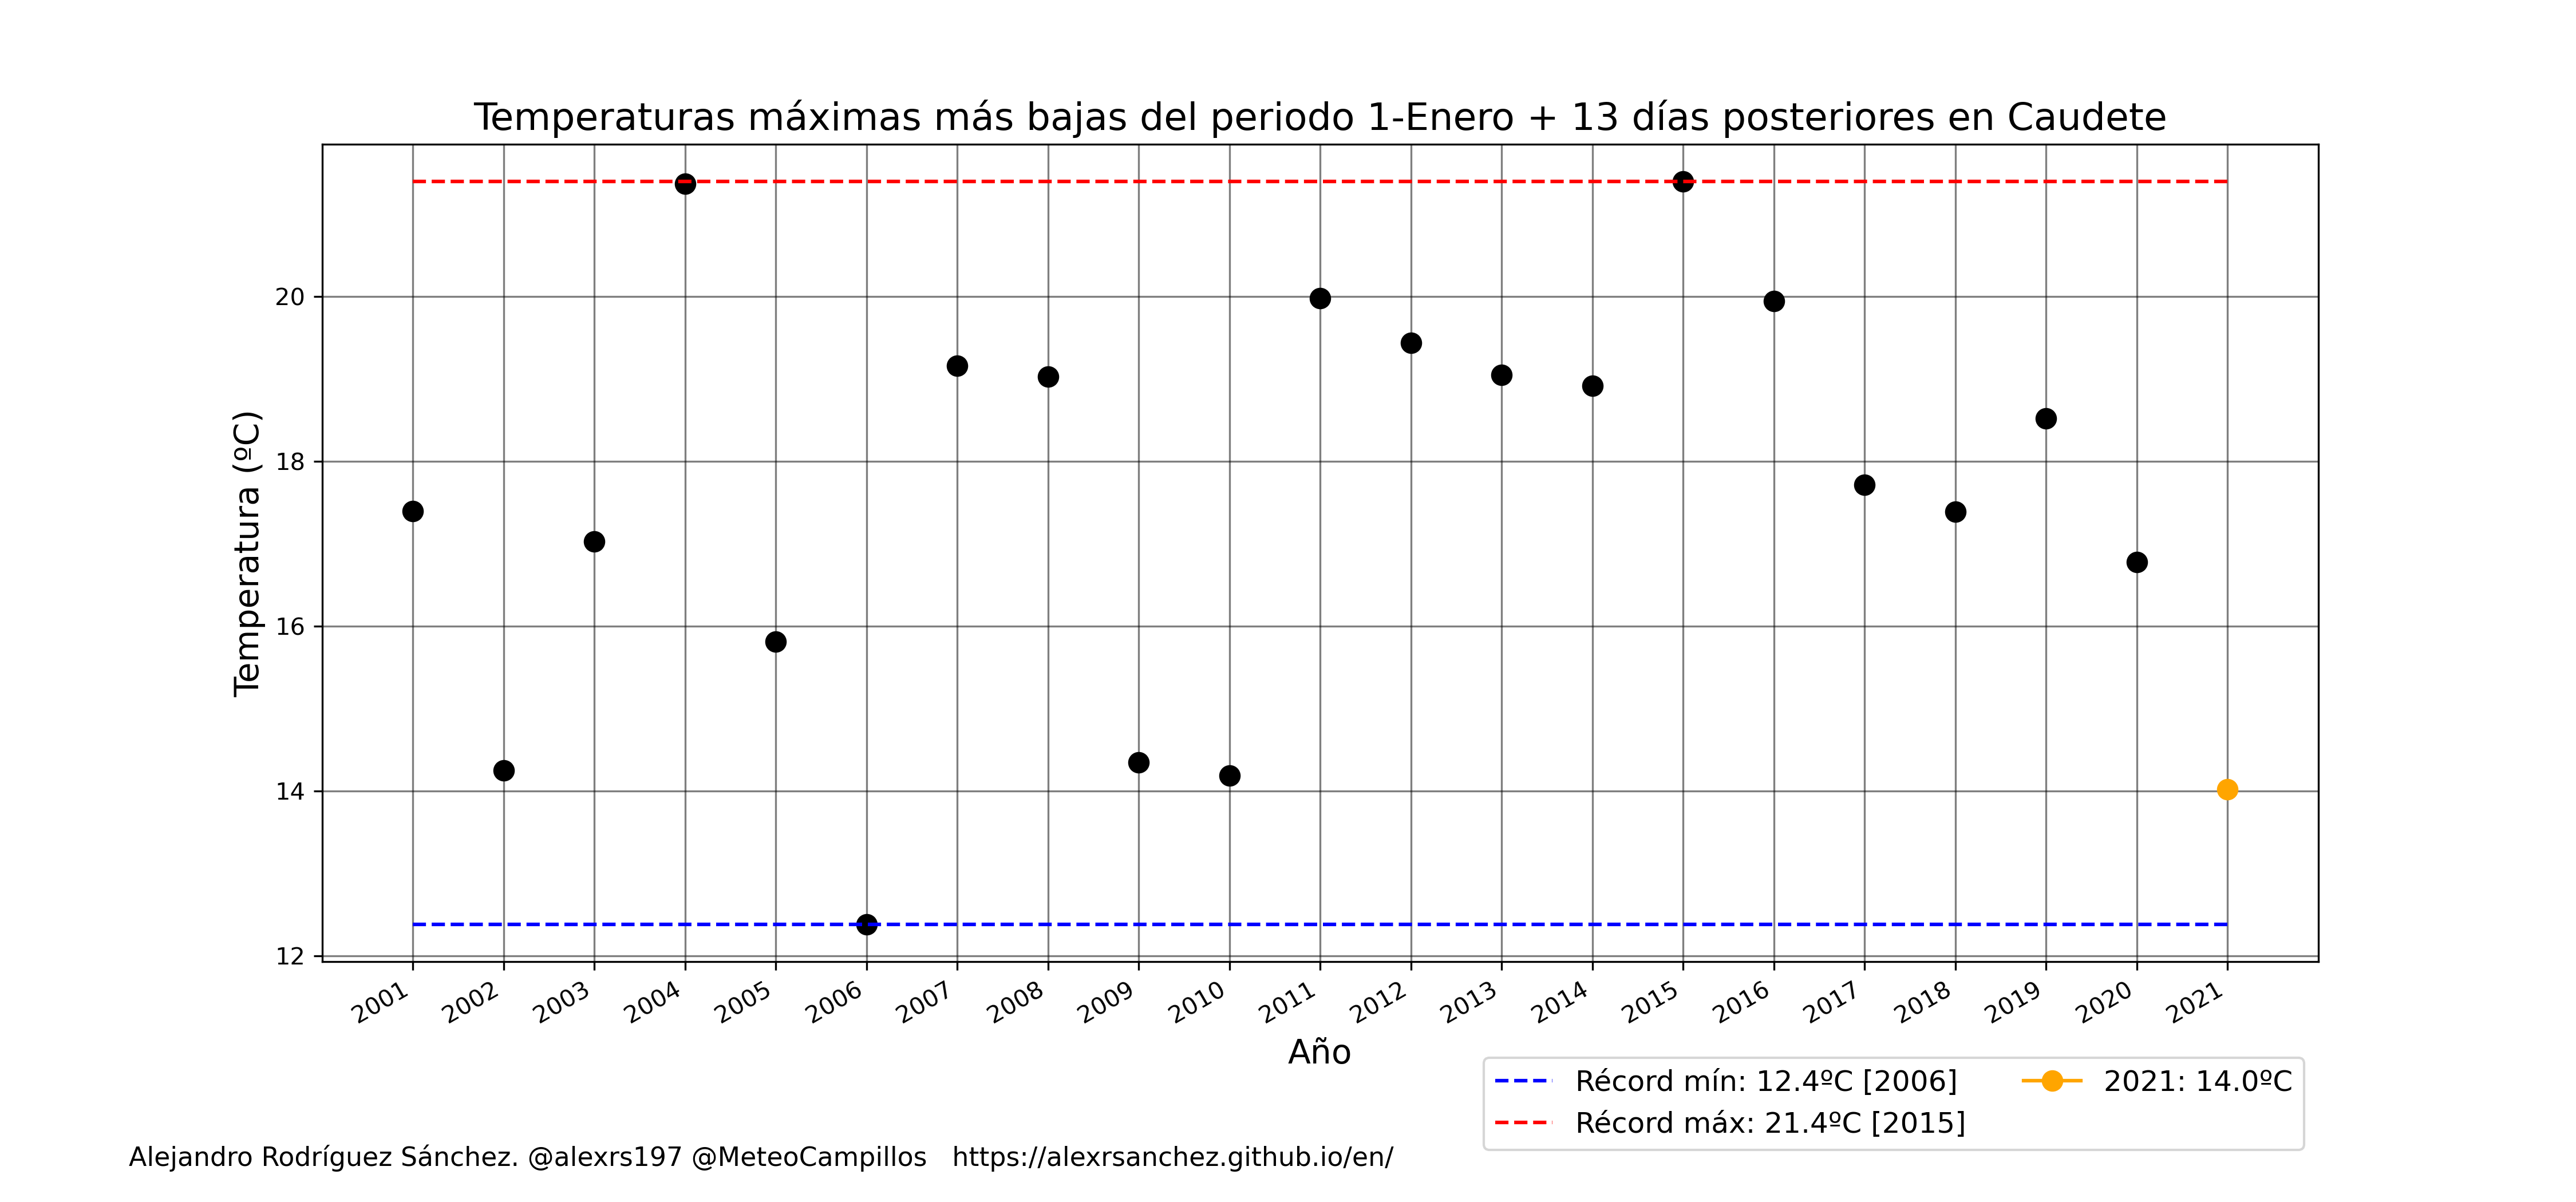 Temperaturas máximas más bajas del periodo 1-Enero + 13 días posteriores en Caudete
Temperatura (ºC)
20
18
16
14
12
2001 2002 2003 2004 2005 2006 2007 2008 2009 2010 2011 2012 2013 2014 2015 2016 2017 2018 2019 2020 2021
Año
Récord mín: 12.4ºC [2006]
Récord máx: 21.4ºC [2015]
2021: 14.0ºC
Alejandro Rodríguez Sánchez. @alexrs197 @MeteoCampillos https://alexrsanchez.github.io/en/